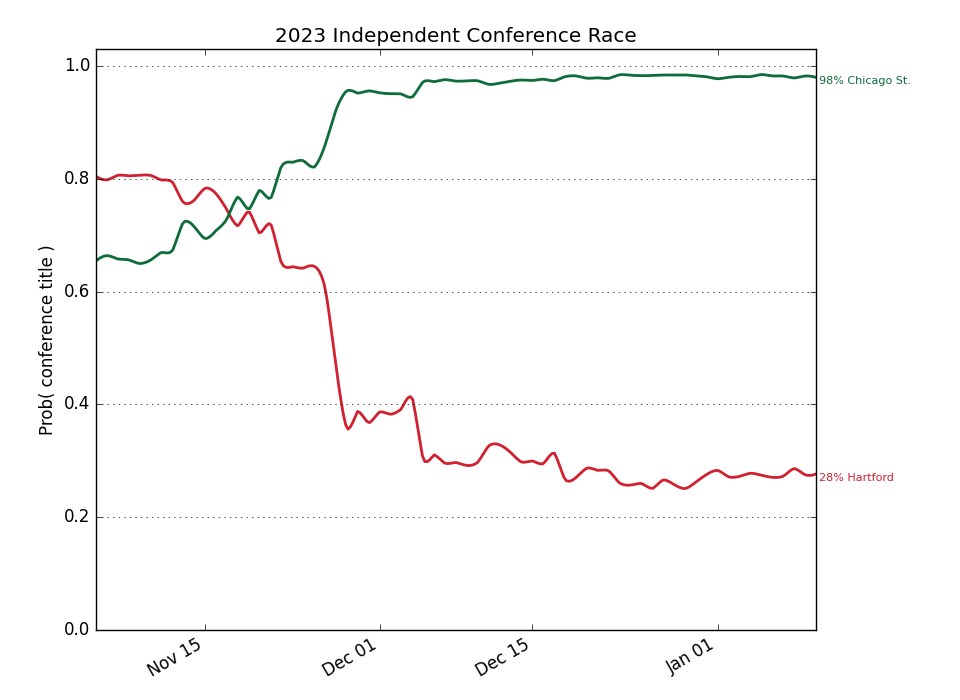 2023 Independent Conference Race
Prob( conference title )
1.0
0.8
0.6
0.4
0.2
0.0
Nov 15
Dec 01
Dec 15
Jan 01
98% Chicago St.
28% Hartford